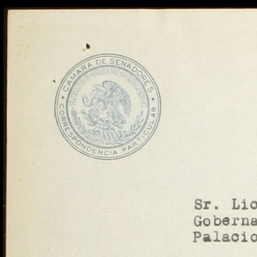 CAMARA DE SENADORES
CORRESPONDENCIA PARTICULAR
Sr. Lic
Goberna
Palacio